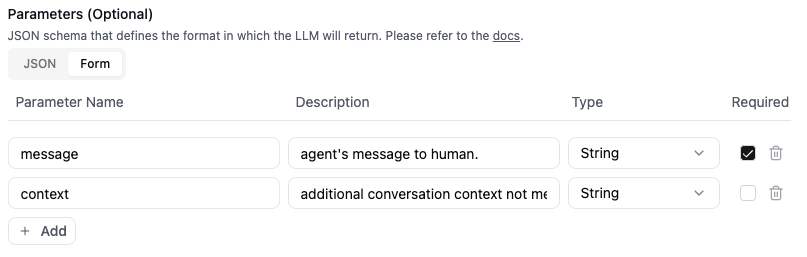 Parameters (Optional)
JSON schema that defines the format in which the LLM will return. Please refer to the docs.
JSON Form
Parameter Name Description Type Required
message agent's message to human. String
context additional conversation context not me String
+ Add